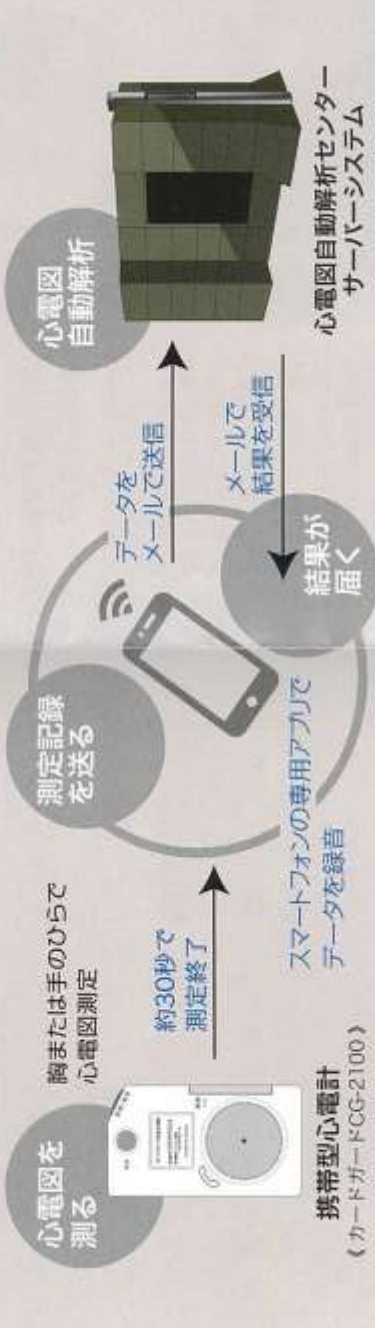 心電図を
測る
胸または手のひらで
心電図測定
携帯型心電計
《カードガードCG-2100》
約30秒で
測定終了
測定記録
を送る
スマートフォンの専用アプリで
データを録音
データを
メールで送信
メールで
結果を受信
結果が
届く
心電図
自動解析
心電図自動解析センター
サーバーシステム